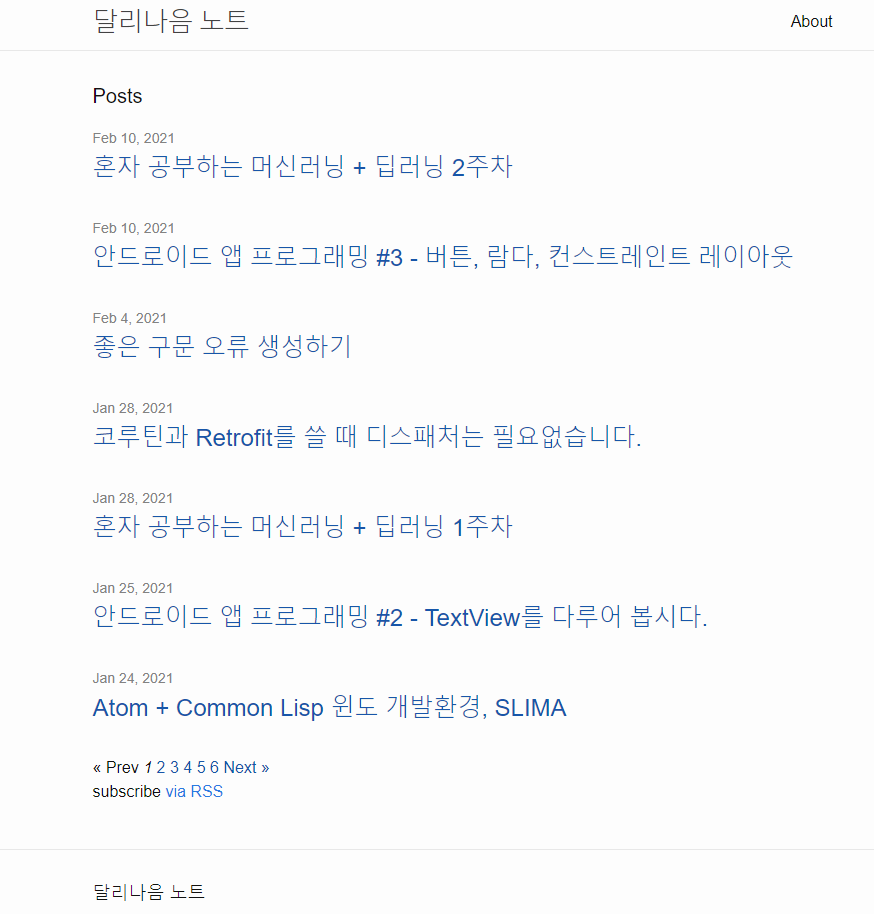 달리나음 노트
About
Posts
Feb 10, 2021
혼자 공부하는 머신러닝 + 딥러닝 2주차
Feb 10, 2021
안드로이드 앱 프로그래밍 #3 - 버튼, 람다, 컨스트레인트 레이아웃
Feb 4, 2021
좋은 구문 오류 생성하기
Jan 28, 2021
코루틴과 Retrofit를 쓸 때 디스패처는 필요없습니다.
Jan 28, 2021
혼자 공부하는 머신러닝 + 딥러닝 1주차
Jan 25, 2021
안드로이드 앱 프로그래밍 #2 - TextView를 다루어 봅시다.
Jan 24, 2021
Atom + Common Lisp 윈도 개발환경, SLIMA
« Prev 1 2 3 4 5 6 Next »
subscribe via RSS
달리나음 노트